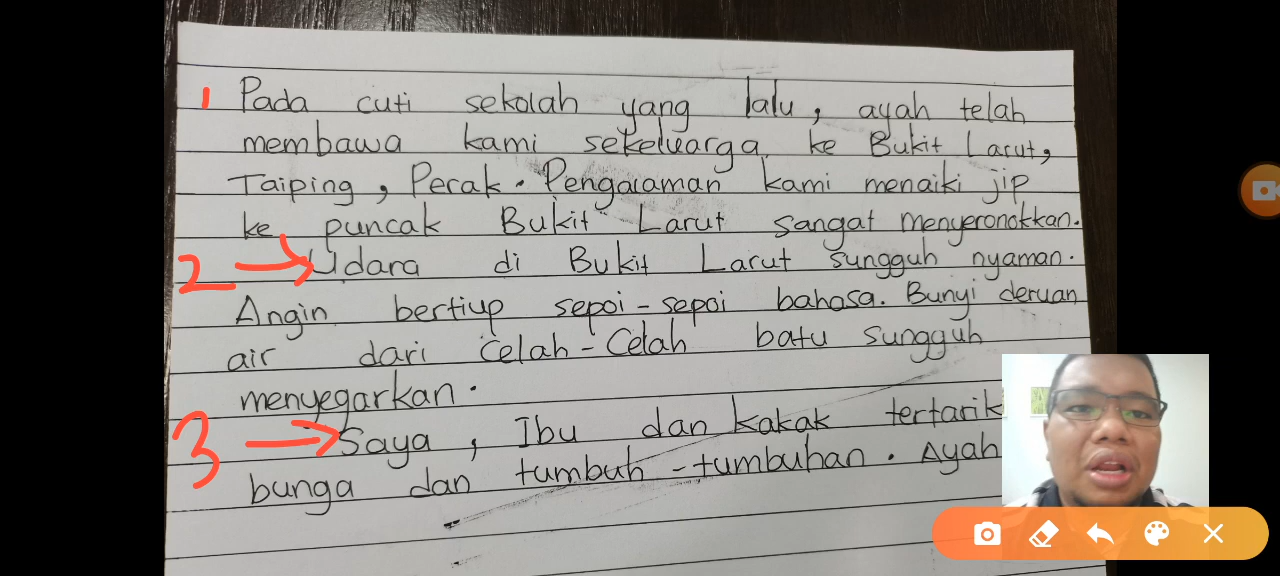 1 Pada cuti sekolah yang lalu, ayah telah
membawa kami sekeluarga ke Bukit Larut,
Taiping, Perak. Pengalaman kami menaiki jip
ke puncak Bukit Larut sangat menyeronokkan.
2 Udara di Bukit Larut sungguh nyaman.
Angin bertiup sepoi-sepoi bahasa. Bunyi deruan
air dari celah-celah batu sungguh
menyegarkan.
3 Saya, Ibu dan kakak tertarik
bunga dan tumbuh-tumbuhan. Ayah